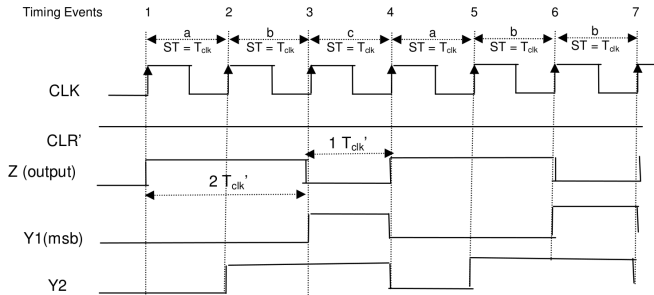 Timing Events 1 2 3 4 5 6 7
a b c a b b
ST = Tclk ST = Tclk ST = Tclk ST = Tclk ST = Tclk ST = Tclk
CLK
CLR'
1 Tclk'
Z (output)
2 Tclk'
Y1(msb)
Y2